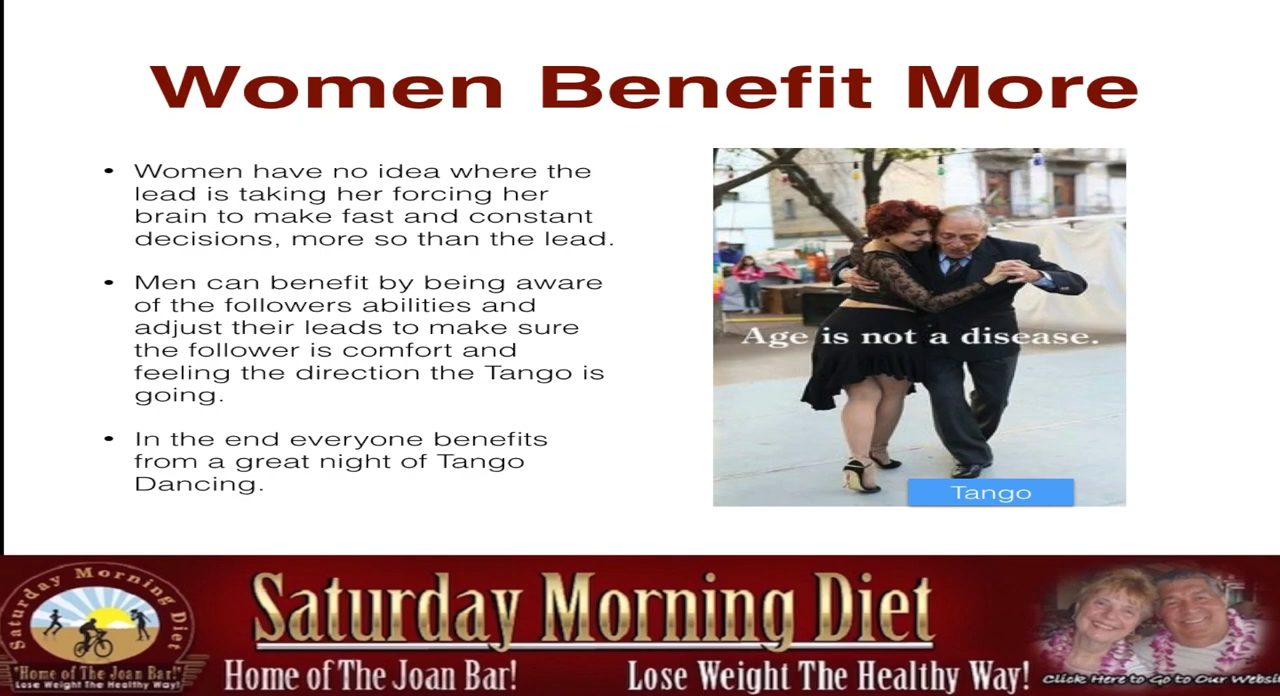 Women Benefit More
• Women have no idea where the
lead is taking her forcing her
brain to make fast and constant
decisions, more so than the lead.
• Men can benefit by being aware
of the followers abilities and
adjust their leads to make sure
the follower is comfort and
feeling the direction the Tango is
going.
• In the end everyone benefits
from a great night of Tango
Dancing.
Age is not a disease.
Tango
Saturday Morning Diet
"Home of The Joan Bar!"
Lose Weight The Healthy Way!
Saturday Morning Diet
Home of The Joan Bar! Lose Weight The Healthy Way!
Click Here to Go to Our Websi